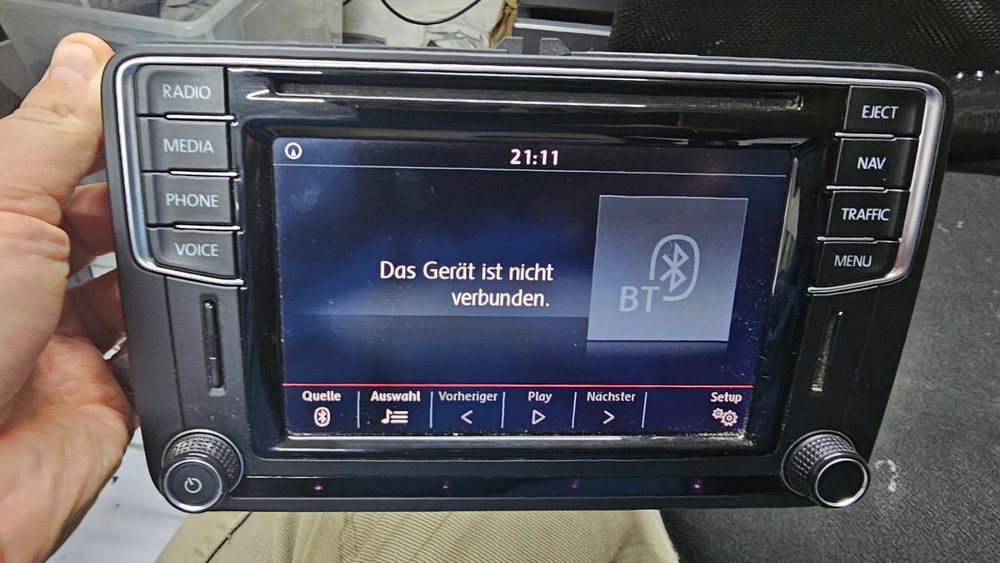 RADIO
MEDIA
PHONE
VOICE
EJECT
NAV
TRAFFIC
MENU
21:11
Das Gerät ist nicht
verbunden.
BT
Quelle
Auswahl
Vorheriger
Play
Nächster
Setup